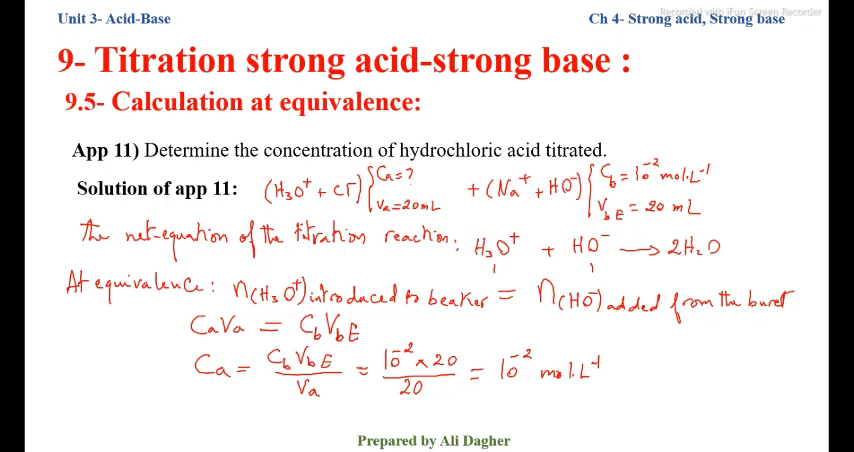 Recorded with iFun Screen Recorder
Unit 3- Acid-Base Ch 4- Strong acid, Strong base
9- Titration strong acid-strong base :
9.5- Calculation at equivalence:
App 11) Determine the concentration of hydrochloric acid titrated.
Solution of app 11: (H₃O⁺ + Cl⁻) { Ca = ? Va = 20 mL + (Na⁺ + HO⁻) { Cb = 10⁻² mol.L⁻¹ VbE = 20 mL
The net-equation of the titration reaction: H₃O⁺ + HO⁻ ⟶ 2H₂O
1 1
At equivalence: n(H₃O⁺) introduced to beaker = n(HO⁻) added from the buret
CaVa = CbVbE
Ca = CbVbE / Va = 10⁻² × 20 / 20 = 10⁻² mol.L⁻¹
Prepared by Ali Dagher